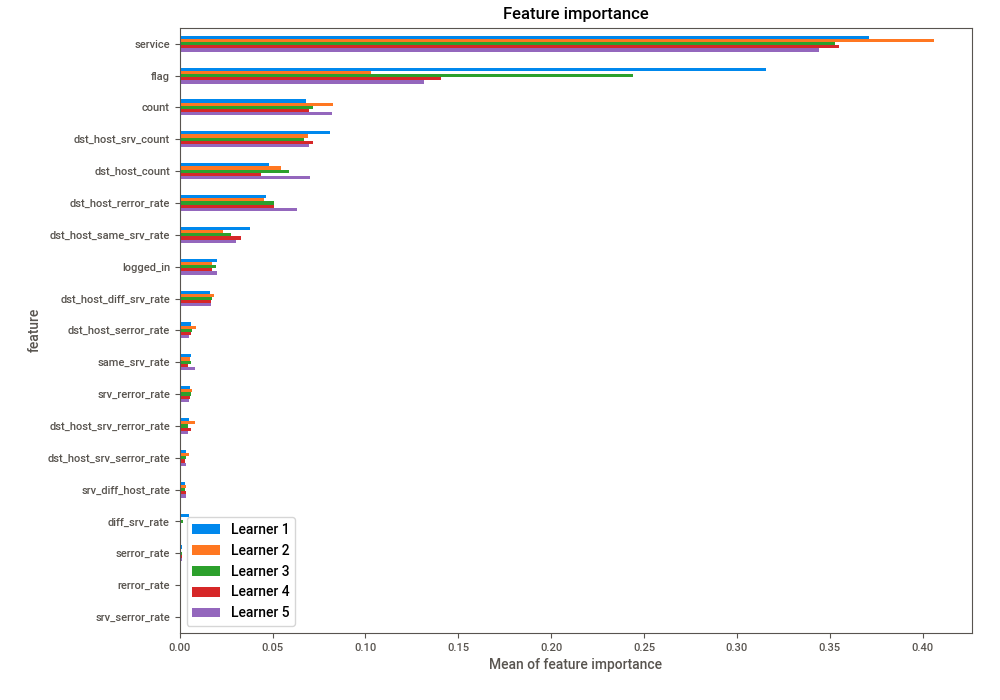 Feature importance
service
flag
count
dst_host_srv_count
dst_host_count
dst_host_rerror_rate
dst_host_same_srv_rate
logged_in
dst_host_diff_srv_rate
dst_host_serror_rate
same_srv_rate
srv_rerror_rate
dst_host_srv_rerror_rate
dst_host_srv_serror_rate
srv_diff_host_rate
diff_srv_rate
serror_rate
rerror_rate
srv_serror_rate
feature
Learner 1
Learner 2
Learner 3
Learner 4
Learner 5
0.00 0.05 0.10 0.15 0.20 0.25 0.30 0.35 0.40
Mean of feature importance